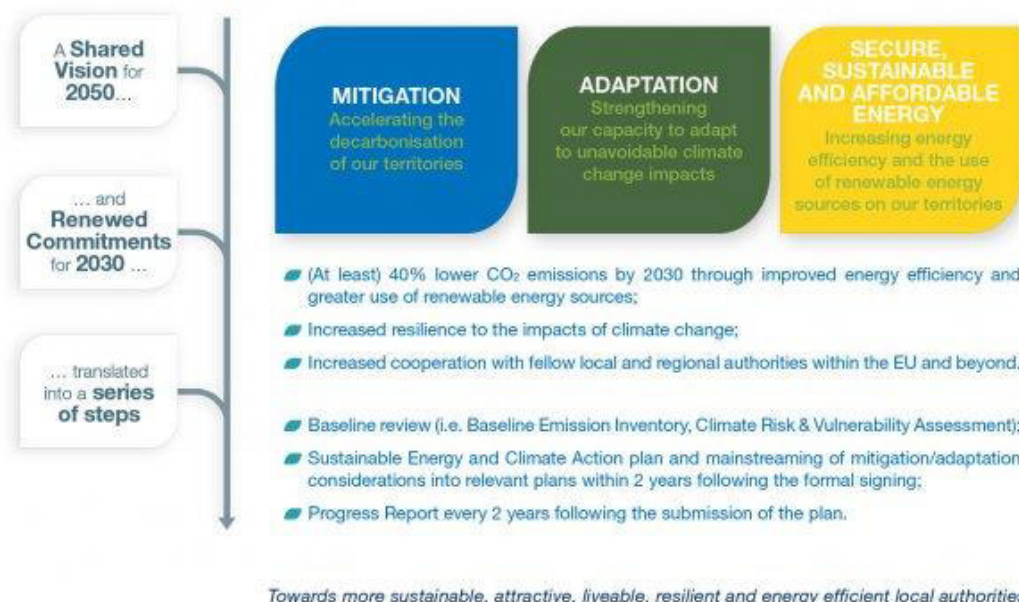 A Shared
Vision for
2050...
MITIGATION
Accelerating the
decarbonisation
of our territories
ADAPTATION
Strengthening
our capacity to adapt
to unavoidable climate
change impacts
SECURE,
SUSTAINABLE
AND AFFORDABLE
ENERGY
Increasing energy
efficiency and the use
of renewable energy
sources on our territories
... and
Renewed
Commitments
for 2030 ...
(At least) 40% lower CO₂ emissions by 2030 through improved energy efficiency and
greater use of renewable energy sources;
Increased resilience to the impacts of climate change;
Increased cooperation with fellow local and regional authorities within the EU and beyond.
... translated
into a series
of steps
Baseline review (i.e. Baseline Emission Inventory, Climate Risk & Vulnerability Assessment);
Sustainable Energy and Climate Action plan and mainstreaming of mitigation/adaptation
considerations into relevant plans within 2 years following the formal signing;
Progress Report every 2 years following the submission of the plan.
Towards more sustainable, attractive, liveable, resilient and energy efficient local authorities